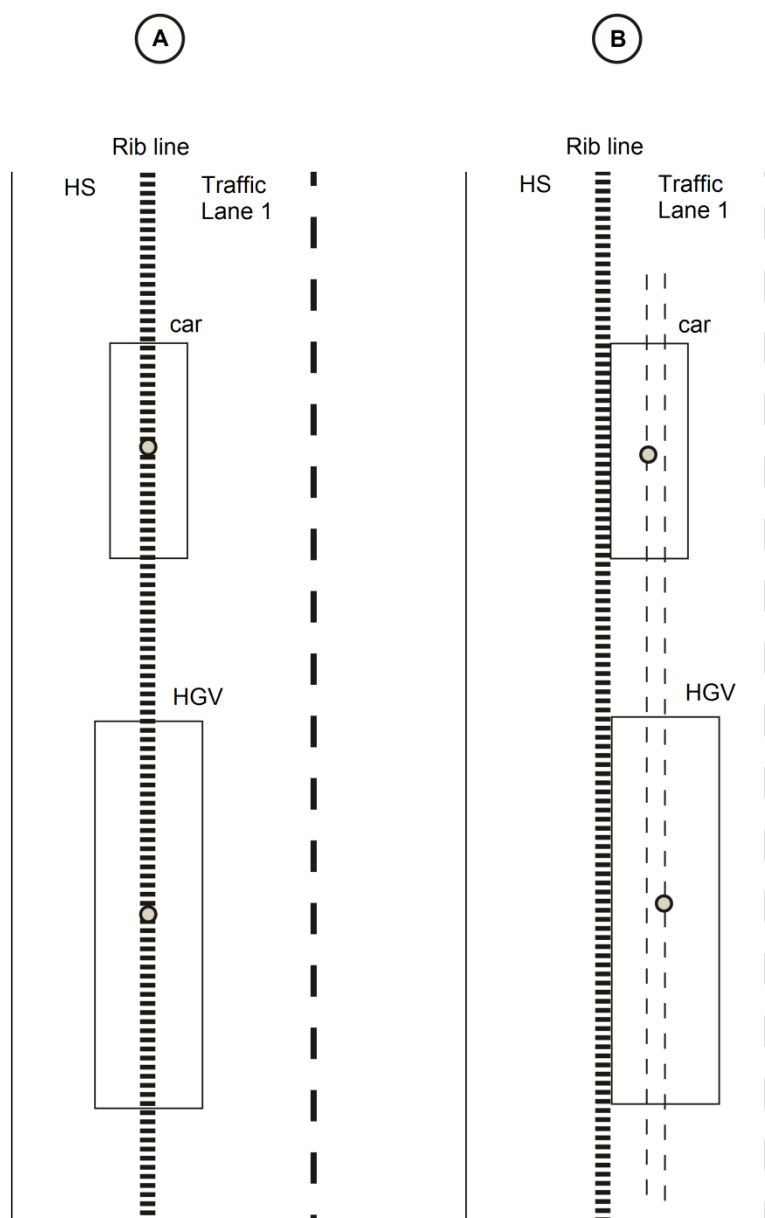 A
B
Rib line
HS
Traffic
Lane 1
car
HGV
Rib line
HS
Traffic
Lane 1
car
HGV